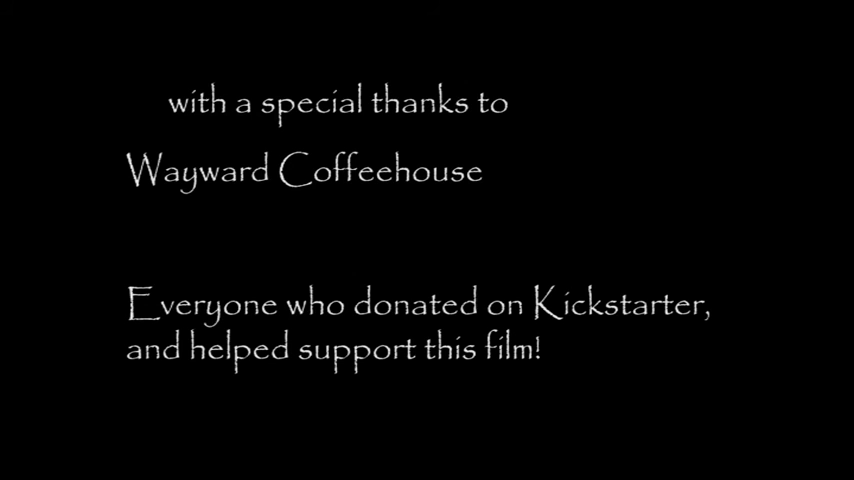 with a special thanks to
Wayward Coffeehouse
Everyone who donated on Kickstarter,
and helped support this film!